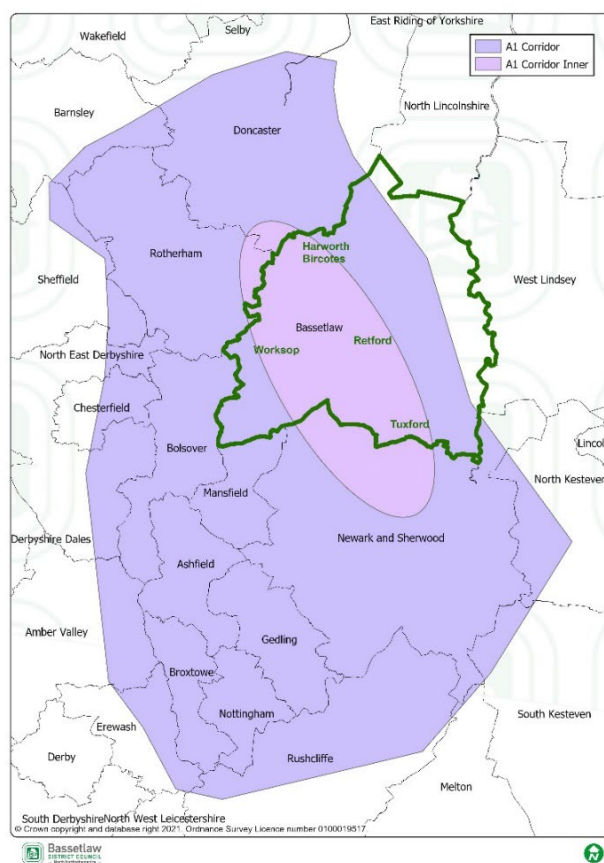 East Riding of Yorkshire
Selby
Wakefield
A1 Corridor
A1 Corridor Inner
North Lincolnshire
Barnsley
Doncaster
Harworth
Bircotes
Rotherham
Sheffield
West Lindsey
Bassetlaw
Retford
Worksop
North East Derbyshire
Chesterfield
Tuxford
Bolsover
Lincoln
North Kesteven
Mansfield
Newark and Sherwood
Derbyshire Dales
Ashfield
Amber Valley
Gedling
Broxtowe
Nottingham
South Kesteven
Erewash
Derby
Rushcliffe
Melton
South Derbyshire
North West Leicestershire
© Crown copyright and database right 2021. Ordnance Survey Licence number 0100019517.
Bassetlaw
DISTRICT COUNCIL
N